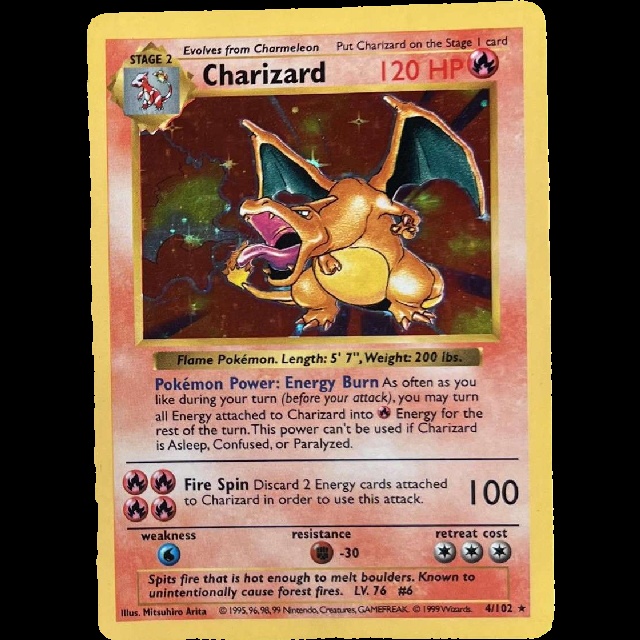 Evolves from Charmeleon Put Charizard on the Stage 1 card
STAGE 2
Charizard 120 HP
Flame Pokémon. Length: 5' 7", Weight: 200 lbs.
Pokémon Power: Energy Burn As often as you
like during your turn (before your attack), you may turn
all Energy attached to Charizard into Energy for the
rest of the turn. This power can't be used if Charizard
is Asleep, Confused, or Paralyzed.
Fire Spin Discard 2 Energy cards attached
to Charizard in order to use this attack. 100
weakness resistance retreat cost
-30
Spits fire that is hot enough to melt boulders. Known to
unintentionally cause forest fires. LV. 76 #6
Illus. Mitsuhiro Arita © 1995, 96, 98, 99 Nintendo, Creatures, GAMEFREAK. © 1999 Wizards. 4/102 ★